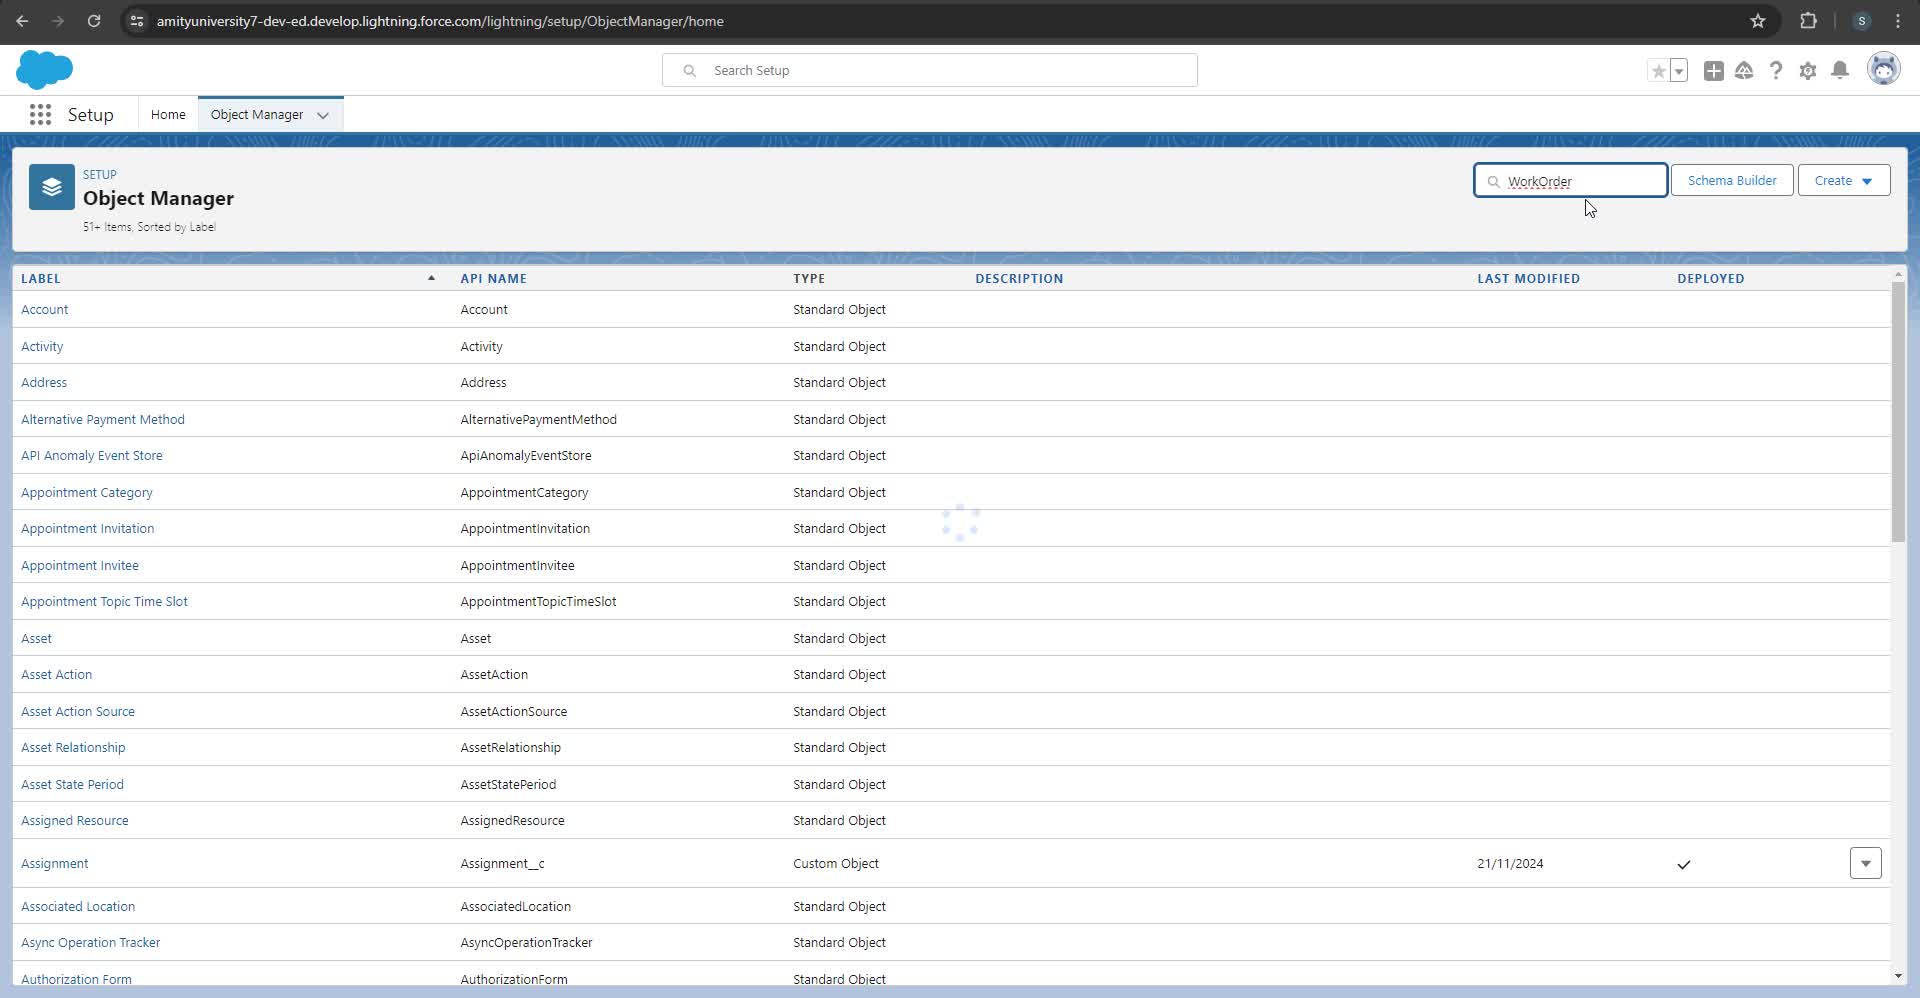 amityuniversity7-dev-ed.develop.lightning.force.com/lightning/setup/ObjectManager/home
S
Search Setup
Setup
Home
Object Manager
SETUP
Object Manager
51+ Items, Sorted by Label
WorkOrder
Schema Builder
Create
LABEL API NAME TYPE DESCRIPTION LAST MODIFIED DEPLOYED
Account Account Standard Object
Activity Activity Standard Object
Address Address Standard Object
Alternative Payment Method AlternativePaymentMethod Standard Object
API Anomaly Event Store ApiAnomalyEventStore Standard Object
Appointment Category AppointmentCategory Standard Object
Appointment Invitation AppointmentInvitation Standard Object
Appointment Invitee AppointmentInvitee Standard Object
Appointment Topic Time Slot AppointmentTopicTimeSlot Standard Object
Asset Asset Standard Object
Asset Action AssetAction Standard Object
Asset Action Source AssetActionSource Standard Object
Asset Relationship AssetRelationship Standard Object
Asset State Period AssetStatePeriod Standard Object
Assigned Resource AssignedResource Standard Object
Assignment Assignment__c Custom Object 21/11/2024
Associated Location AssociatedLocation Standard Object
Async Operation Tracker AsyncOperationTracker Standard Object
Authorization Form AuthorizationForm Standard Object